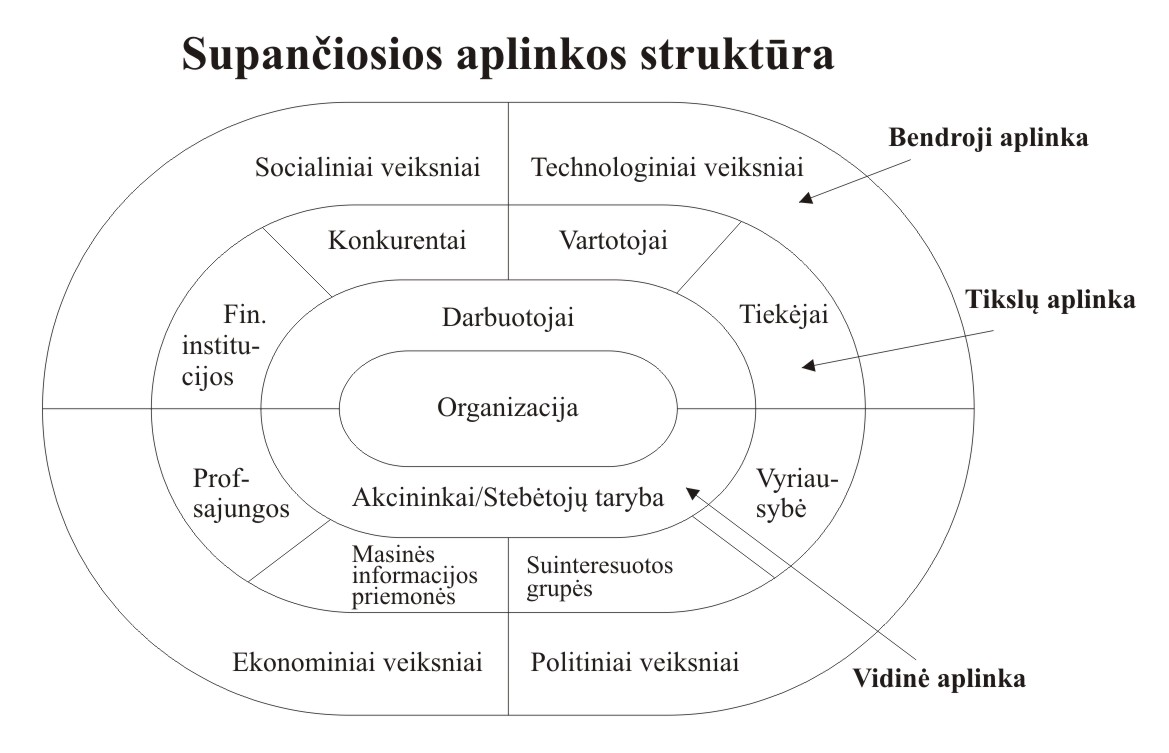 Supančiosios aplinkos struktūra
Bendroji aplinka
Socialiniai veiksniai
Technologiniai veiksniai
Konkurentai
Vartotojai
Tikslų aplinka
Fin.
institu-
cijos
Darbuotojai
Tiekėjai
Organizacija
Prof-
sajungos
Akcininkai/Stebėtojų taryba
Vyriau-
sybė
Masinės
informacijos
priemonės
Suinteresuotos
grupės
Ekonominiai veiksniai
Politiniai veiksniai
Vidinė aplinka